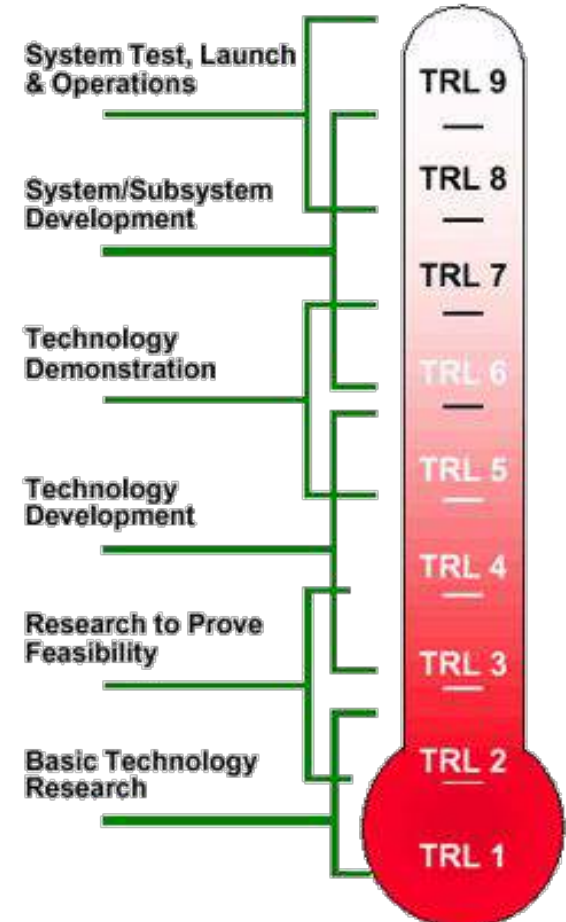 System Test, Launch
& Operations
System/Subsystem
Development
Technology
Demonstration
Technology
Development
Research to Prove
Feasibility
Basic Technology
Research
TRL 9
TRL 8
TRL 7
TRL 6
TRL 5
TRL 4
TRL 3
TRL 2
TRL 1